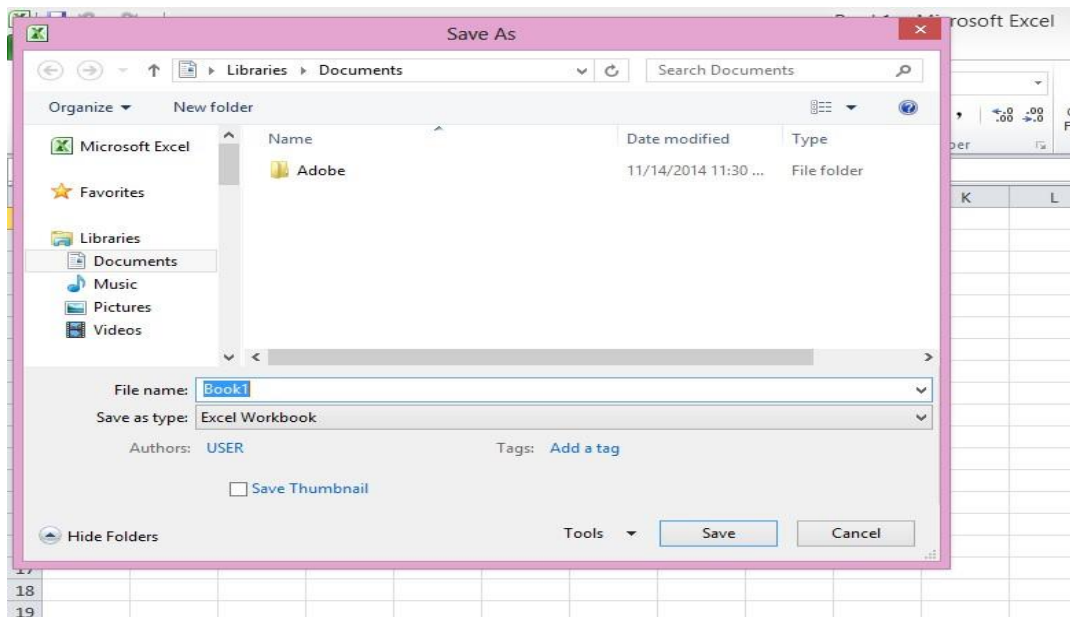 Microsoft Excel
Save As
Libraries Documents
Search Documents
Organize New folder
Name Date modified Type
Microsoft Excel
Adobe 11/14/2014 11:30 ... File folder
Favorites
Libraries
Documents
Music
Pictures
Videos
File name: Book1
Save as type: Excel Workbook
Authors: USER Tags: Add a tag
Save Thumbnail
Hide Folders Tools Save Cancel
K L
17
18
19